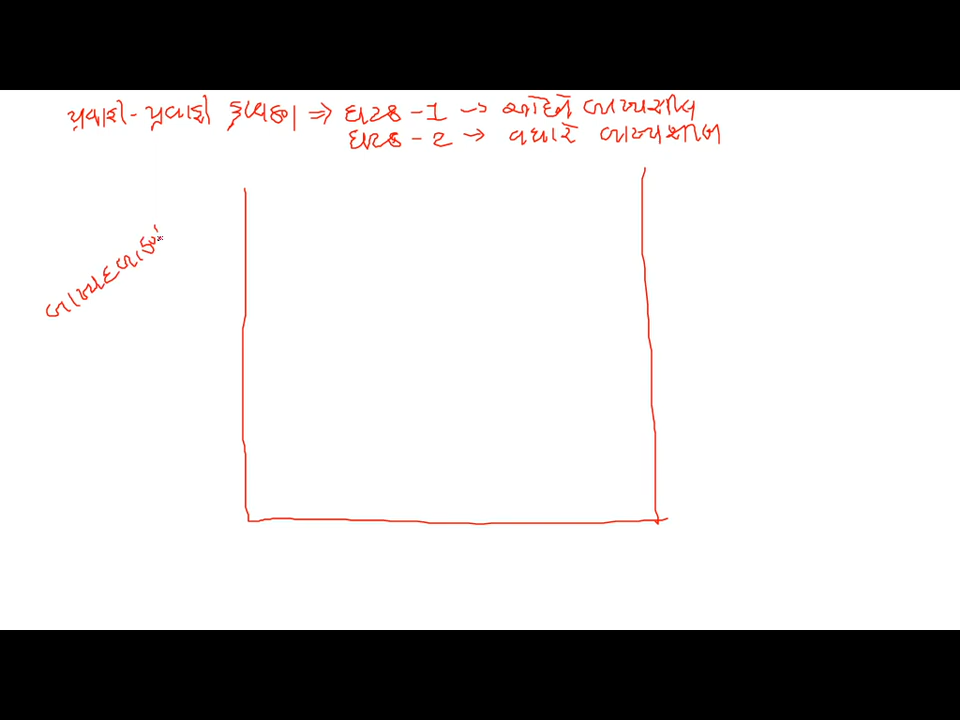 પ્રવાહી-પ્રવાહી દ્રાવણ ⇒ ઘટક -1 → ઓછો બાષ્પશીલ
ઘટક - 2 → વધારે બાષ્પશીલ
બાષ્પદબાણ